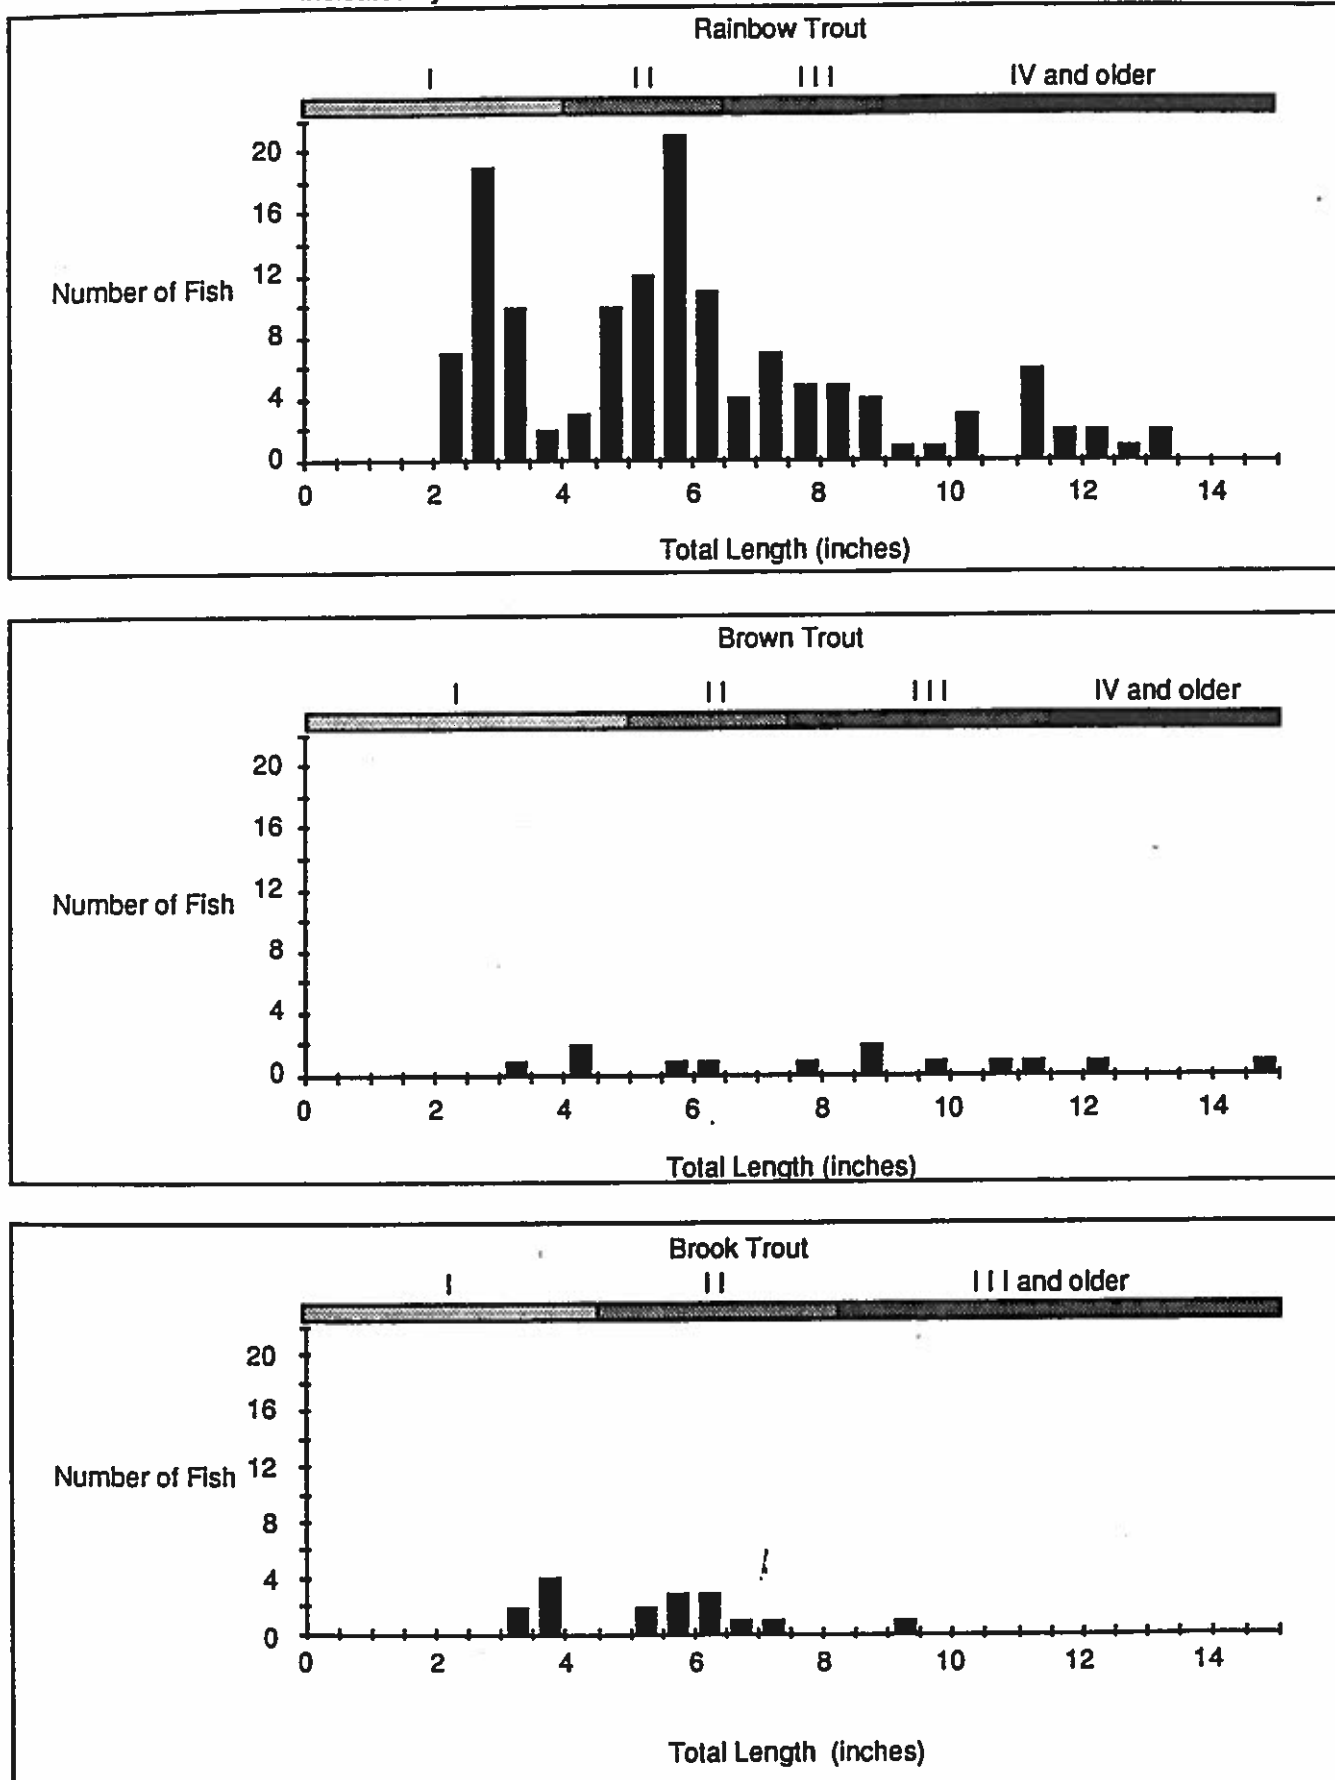 Rainbow Trout
I II III IV and older
20
16
12
Number of Fish
8
4
0
0 2 4 6 8 10 12 14
Total Length (inches)
Brown Trout
I II III IV and older
20
16
12
Number of Fish
8
4
0
0 2 4 6 8 10 12 14
Total Length (inches)
Brook Trout
I II III and older
20
16
Number of Fish 12
8
4
0
0 2 4 6 8 10 12 14
Total Length (inches)